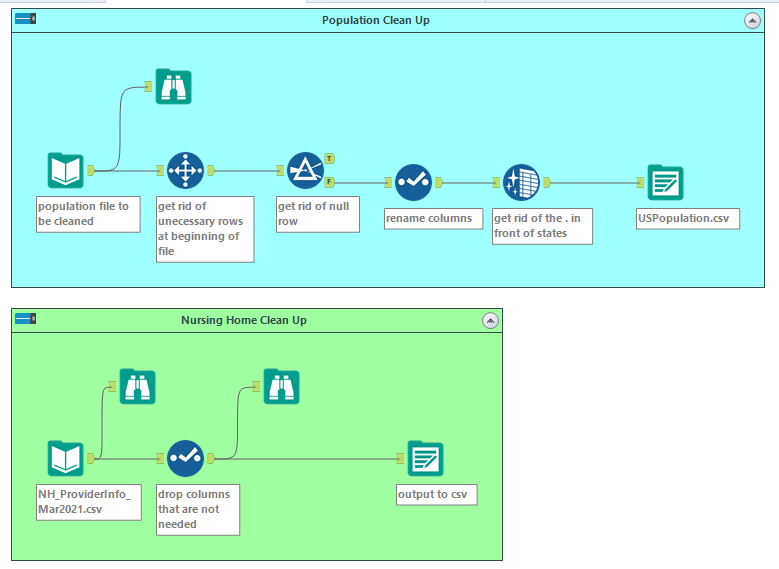 Population Clean Up
T
F
population file to
be cleaned
get rid of
unecessary rows
at beginning of
file
get rid of null
row
rename columns
get rid of the . in
front of states
USPopulation.csv
Nursing Home Clean Up
NH_ProviderInfo_
Mar2021.csv
drop columns
that are not
needed
output to csv